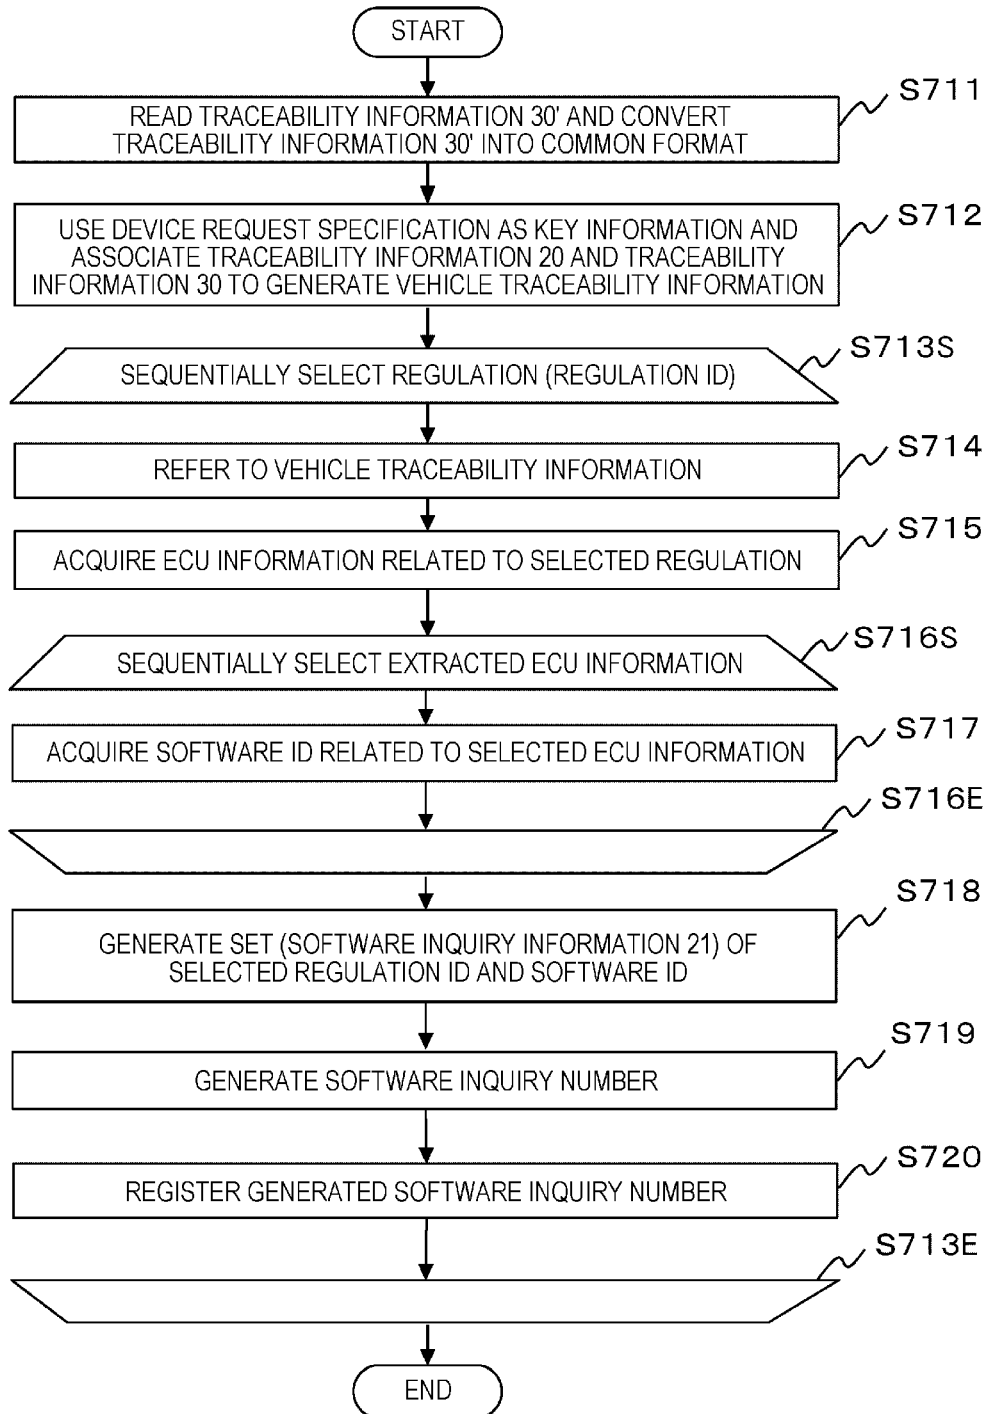 START
S711
READ TRACEABILITY INFORMATION 30' AND CONVERT
TRACEABILITY INFORMATION 30' INTO COMMON FORMAT
S712
USE DEVICE REQUEST SPECIFICATION AS KEY INFORMATION AND
ASSOCIATE TRACEABILITY INFORMATION 20 AND TRACEABILITY
INFORMATION 30 TO GENERATE VEHICLE TRACEABILITY INFORMATION
S713S
SEQUENTIALLY SELECT REGULATION (REGULATION ID)
S714
REFER TO VEHICLE TRACEABILITY INFORMATION
S715
ACQUIRE ECU INFORMATION RELATED TO SELECTED REGULATION
S716S
SEQUENTIALLY SELECT EXTRACTED ECU INFORMATION
S717
ACQUIRE SOFTWARE ID RELATED TO SELECTED ECU INFORMATION
S716E
S718
GENERATE SET (SOFTWARE INQUIRY INFORMATION 21) OF
SELECTED REGULATION ID AND SOFTWARE ID
S719
GENERATE SOFTWARE INQUIRY NUMBER
S720
REGISTER GENERATED SOFTWARE INQUIRY NUMBER
S713E
END